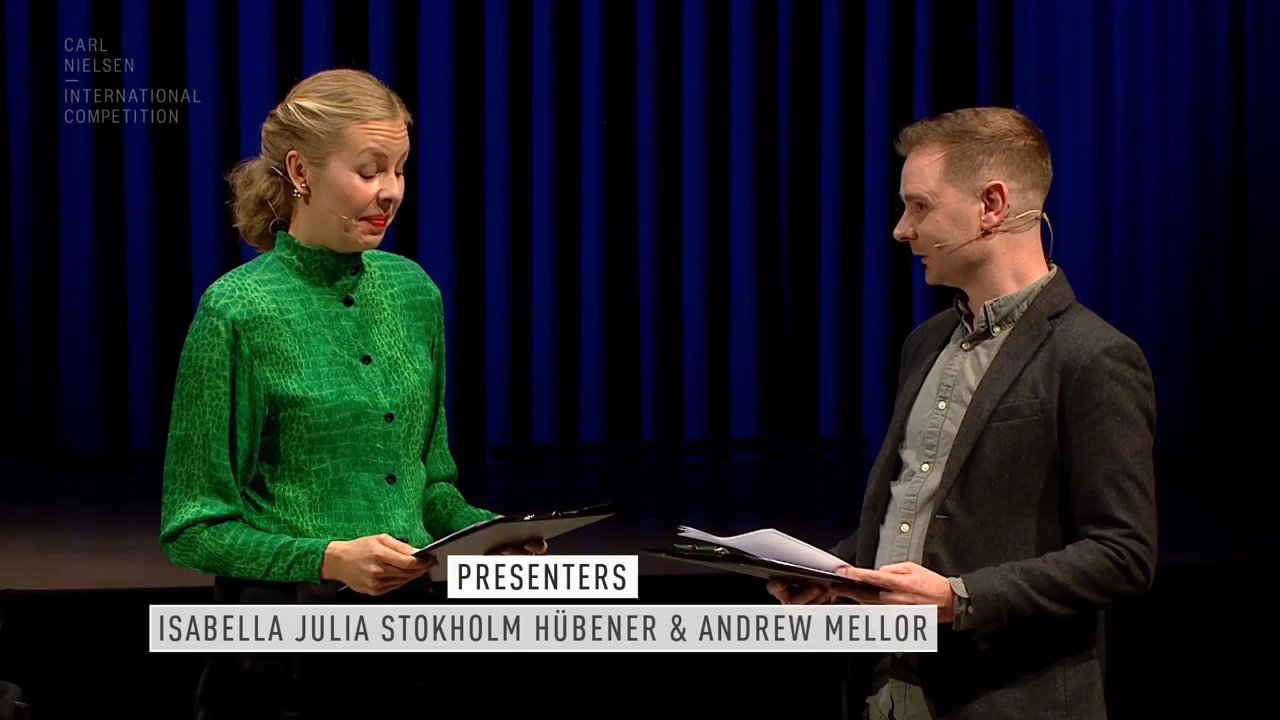 CARL
NIELSEN
INTERNATIONAL
COMPETITION
PRESENTERS
ISABELLA JULIA STOKHOLM HÜBENER & ANDREW MELLOR